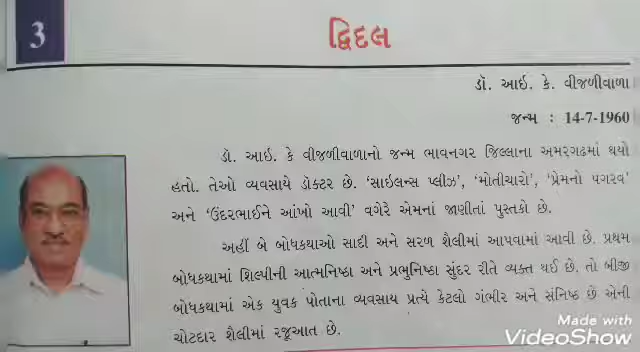 3
દ્વિદલ
ડૉ. આઈ. કે. વીજળીવાળા
જન્મ : 14-7-1960
ડૉ. આઈ. કે વીજળીવાળાનો જન્મ ભાવનગર જિલ્લાના અમરગઢમાં થયો
હતો. તેઓ વ્યવસાયે ડૉક્ટર છે. ‘સાઇલન્સ પ્લીઝ’, ‘મોતીચારો’, ‘પ્રેમનો પગરવ’
અને ‘ઉંદરભાઈને આંખો આવી’ વગેરે એમનાં જાણીતાં પુસ્તકો છે.
અહીં બે બોધકથાઓ સાદી અને સરળ શૈલીમાં આપવામાં આવી છે. પ્રથમ
બોધકથામાં શિલ્પીની આત્મનિષ્ઠા અને પ્રભુનિષ્ઠા સુંદર રીતે વ્યક્ત થઈ છે. તો બીજી
બોધકથામાં એક યુવક પોતાના વ્યવસાય પ્રત્યે કેટલો ગંભીર અને સંનિષ્ઠ છે એની
ચોટદાર શૈલીમાં રજૂઆત છે.
Made with
VideoShow